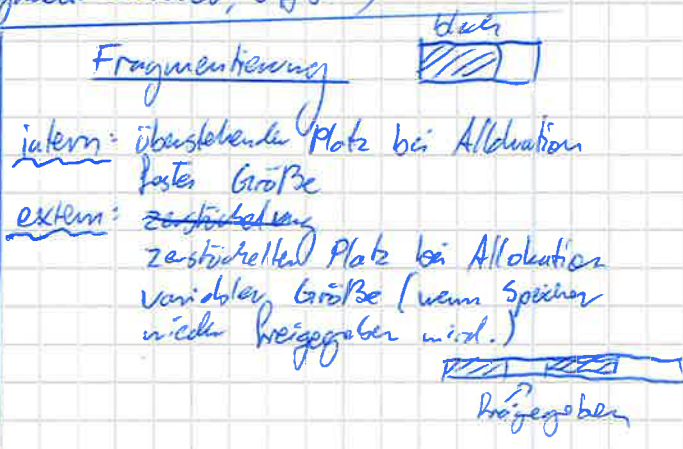 Block
Fragmentierung
intern: überstehender Platz bei Allokation
fester Größe
extern: zerstückelung
zerstückelter Platz bei Allokation
variabler Größe (wenn Speicher
wieder freigegeben wird.)
freigegeben